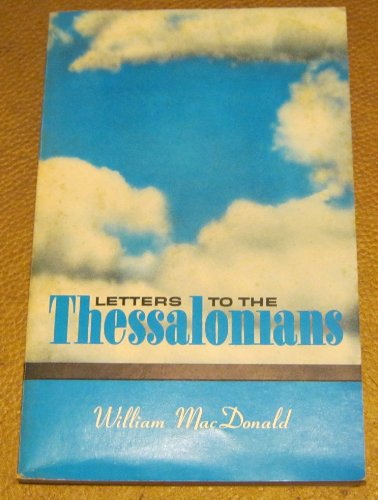 LETTERS TO THE
Thessalonians
William MacDonald